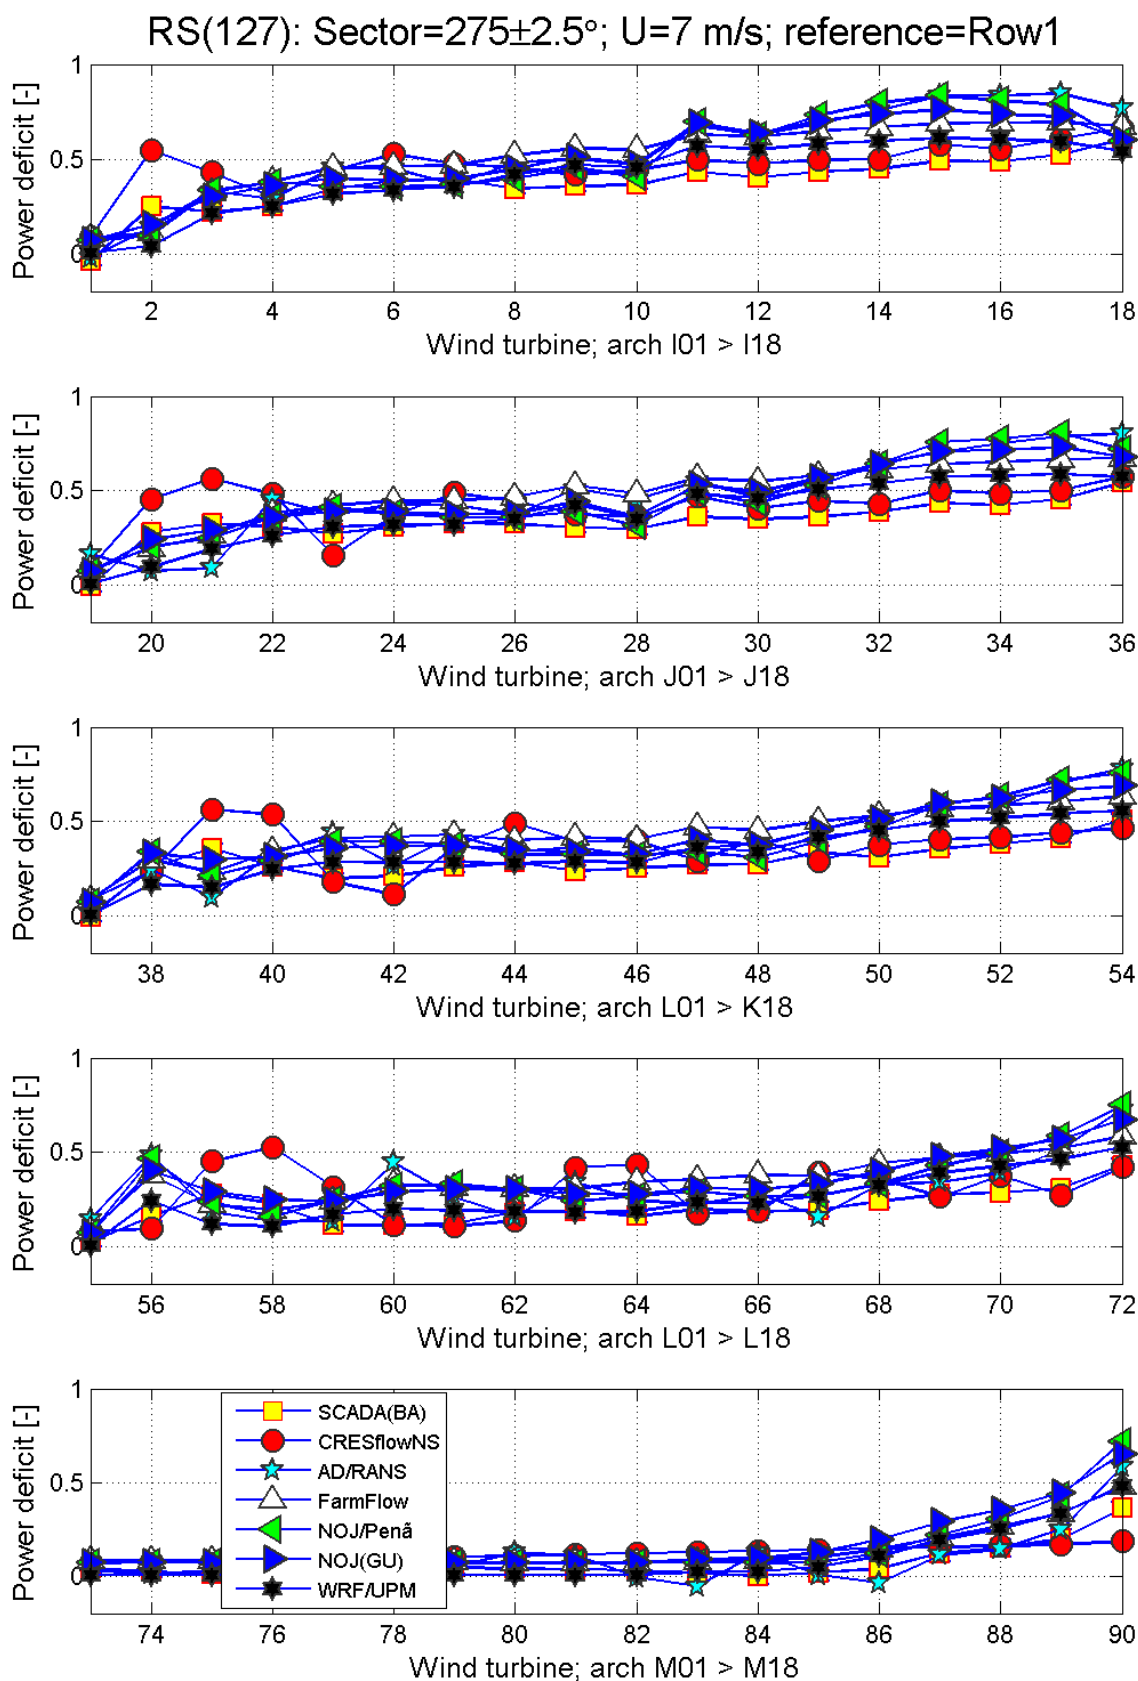 RS(127): Sector=275±2.5°; U=7 m/s; reference=Row1
Power deficit [-]
1
0.5
0
2 4 6 8 10 12 14 16 18
Wind turbine; arch I01 > I18
Power deficit [-]
1
0.5
0
20 22 24 26 28 30 32 34 36
Wind turbine; arch J01 > J18
Power deficit [-]
1
0.5
0
38 40 42 44 46 48 50 52 54
Wind turbine; arch L01 > K18
Power deficit [-]
1
0.5
0
56 58 60 62 64 66 68 70 72
Wind turbine; arch L01 > L18
Power deficit [-]
1
0.5
0
SCADA(BA)
CRESflowNS
AD/RANS
FarmFlow
NOJ/Penã
NOJ(GU)
WRF/UPM
74 76 78 80 82 84 86 88 90
Wind turbine; arch M01 > M18